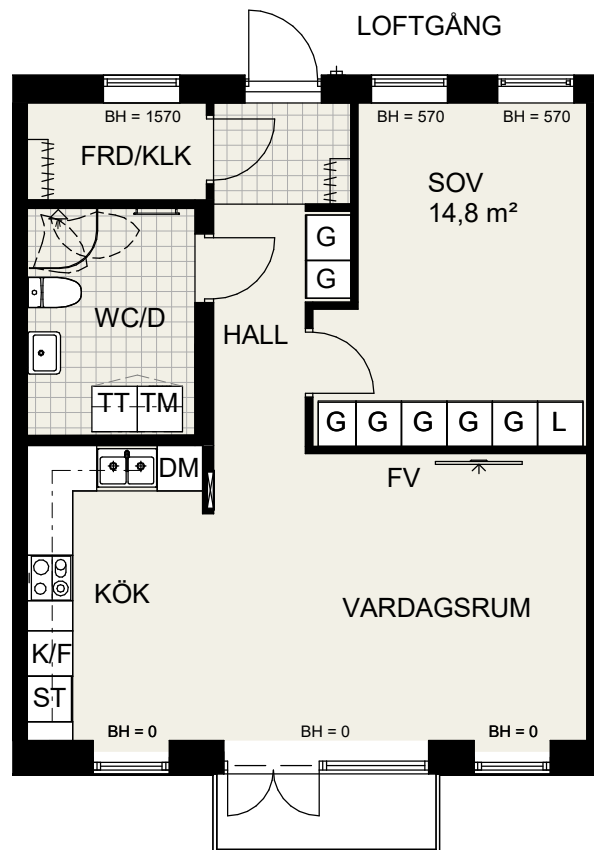 LOFTGÅNG
BH = 1570
BH = 570
BH = 570
FRD/KLK
SOV
14,8 m²
G
G
WC/D
HALL
TT TM
G G G G G L
DM
FV
KÖK
VARDAGSRUM
K/F
ST
BH = 0
BH = 0
BH = 0